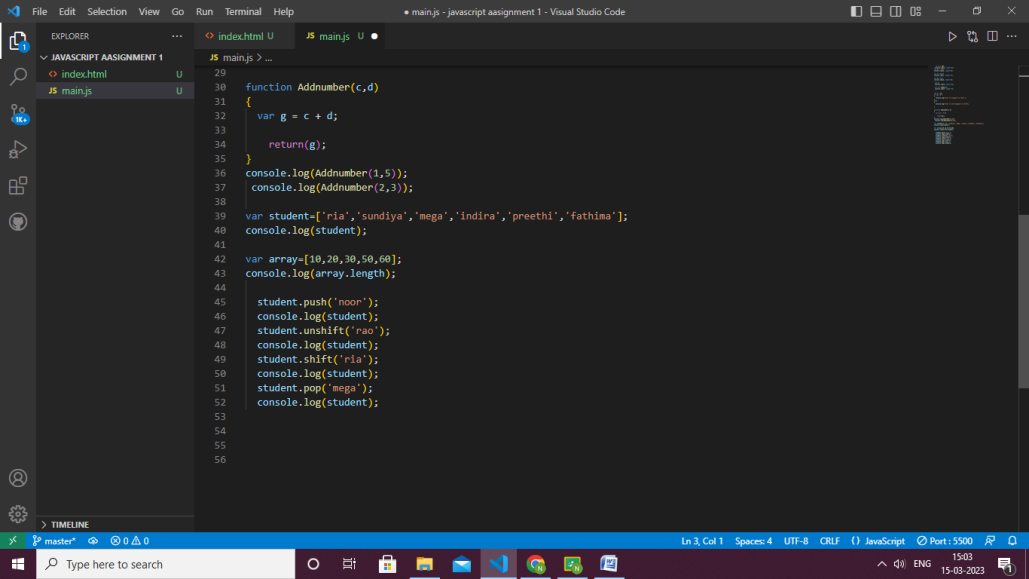 File Edit Selection View Go Run Terminal Help
● main.js - javascript aasignment 1 - Visual Studio Code
EXPLORER
JAVASCRIPT AASIGNMENT 1
index.html U
JS main.js U
1
1K+
TIMELINE
index.html U
JS main.js U
JS main.js > ...
29
30 function Addnumber(c,d)
31 {
32 var g = c + d;
33
34 return(g);
35 }
36 console.log(Addnumber(1,5));
37 console.log(Addnumber(2,3));
38
39 var student=['ria','sundiya','mega','indira','preethi','fathima'];
40 console.log(student);
41
42 var array=[10,20,30,50,60];
43 console.log(array.length);
44
45 student.push('noor');
46 console.log(student);
47 student.unshift('rao');
48 console.log(student);
49 student.shift('ria');
50 console.log(student);
51 student.pop('mega');
52 console.log(student);
53
54
55
56
master* 0 0 Ln 3, Col 1 Spaces: 4 UTF-8 CRLF {} JavaScript Port : 5500
Type here to search
N
N
ENG
15:03
15-03-2023
1